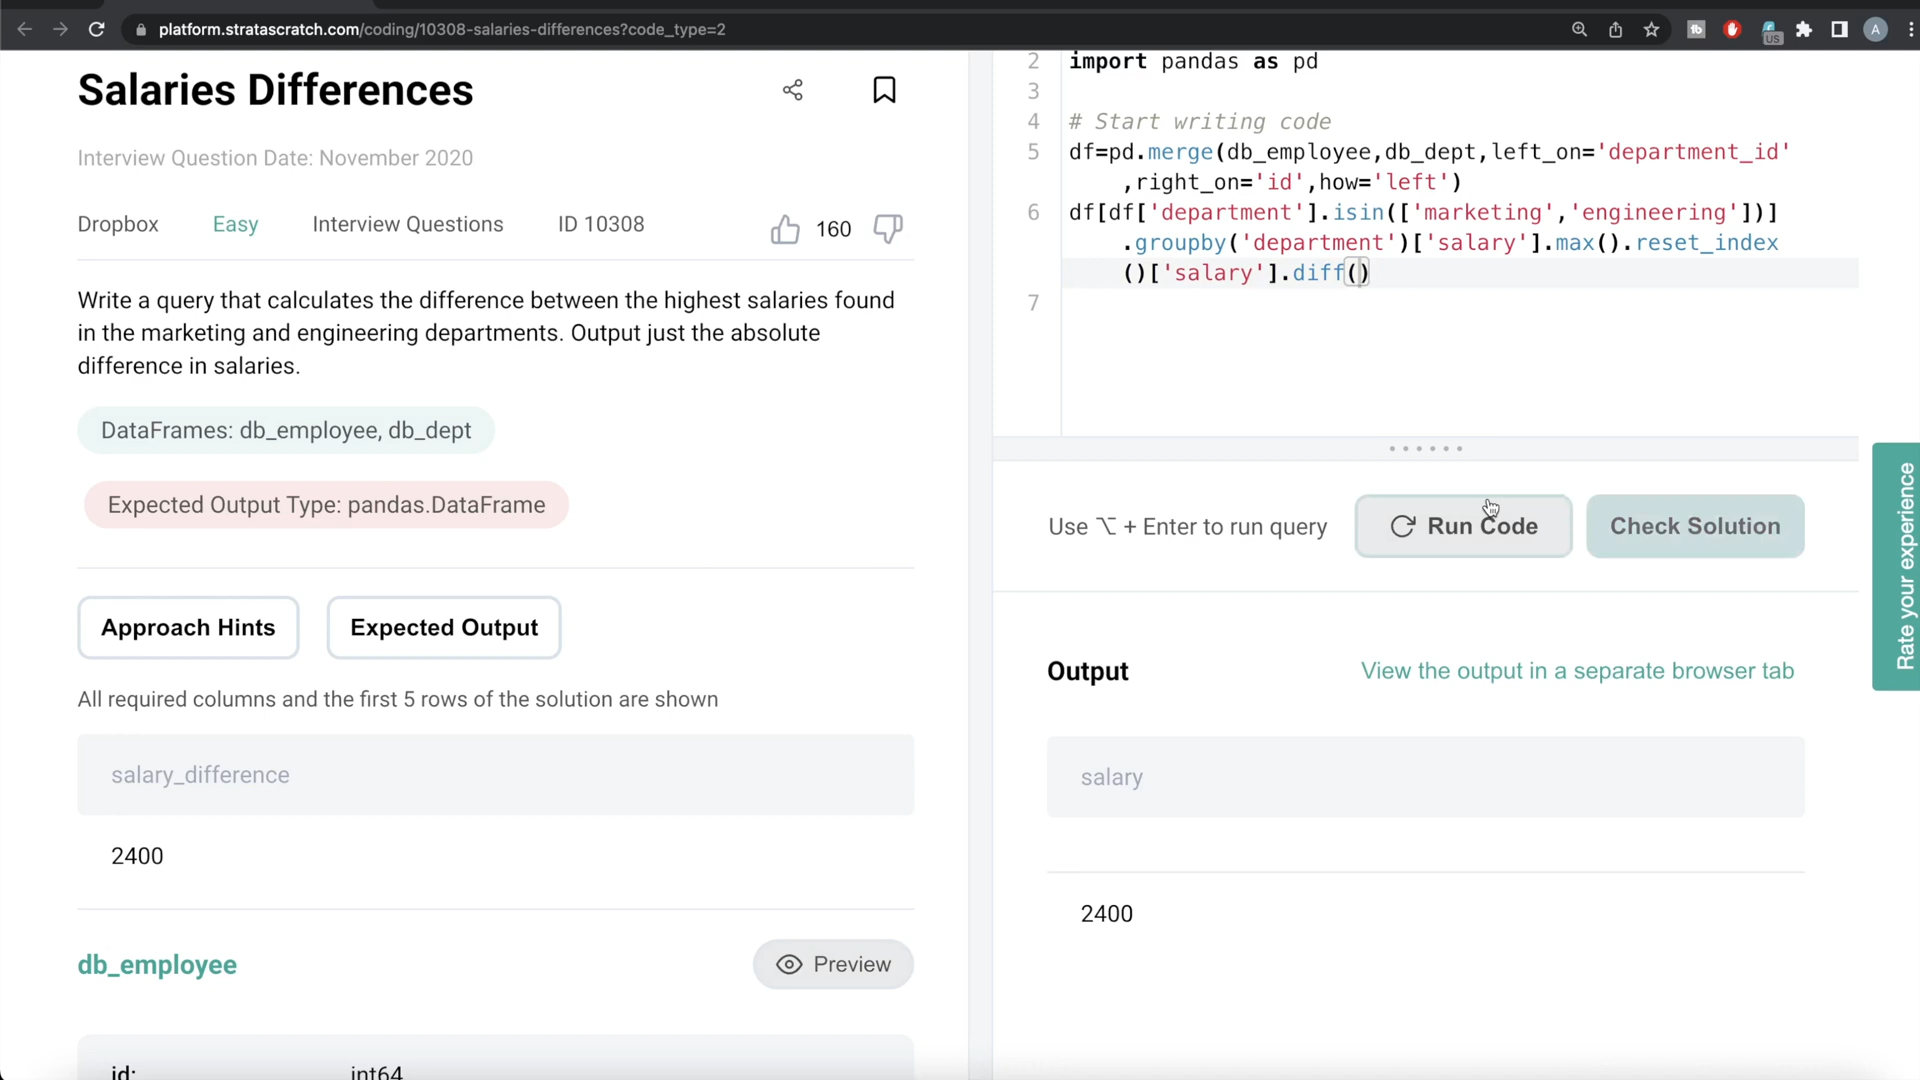 platform.stratascratch.com/coding/10308-salaries-differences?code_type=2
tb
US
A
Salaries Differences
Interview Question Date: November 2020
Dropbox Easy Interview Questions ID 10308 160
Write a query that calculates the difference between the highest salaries found
in the marketing and engineering departments. Output just the absolute
difference in salaries.
DataFrames: db_employee, db_dept
Expected Output Type: pandas.DataFrame
Approach Hints
Expected Output
All required columns and the first 5 rows of the solution are shown
salary_difference
2400
db_employee
Preview
id: int64
2 import pandas as pd
3
4 # Start writing code
5 df=pd.merge(db_employee,db_dept,left_on='department_id'
,right_on='id',how='left')
6 df[df['department'].isin(['marketing','engineering'])]
.groupby('department')['salary'].max().reset_index
()['salary'].diff()
7
Use ⌥ + Enter to run query
Run Code
Check Solution
Output
View the output in a separate browser tab
salary
2400
Rate your experience